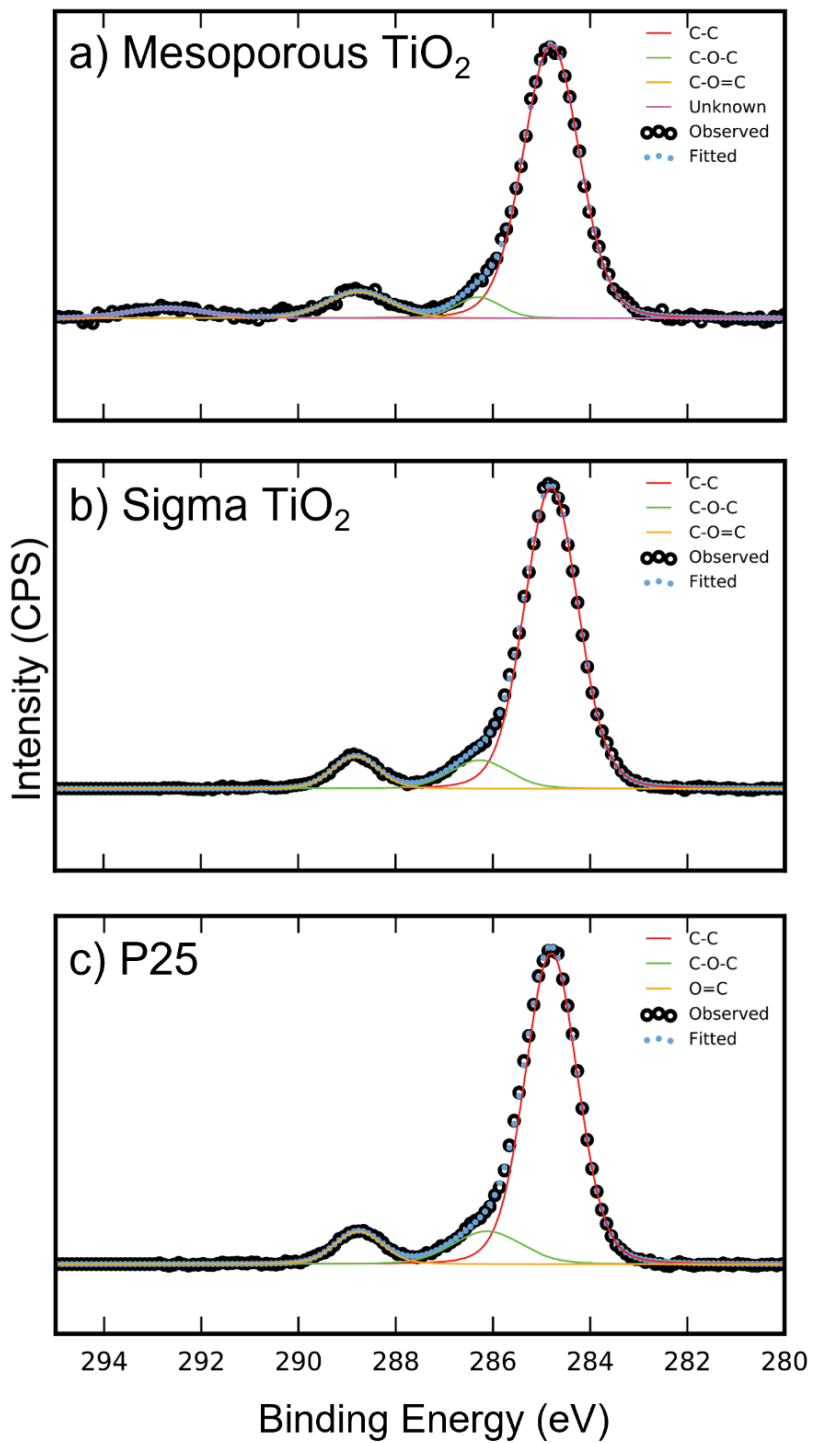 a) Mesoporous TiO₂
C-C
C-O-C
C-O=C
Unknown
Observed
Fitted
b) Sigma TiO₂
C-C
C-O-C
C-O=C
Observed
Fitted
Intensity (CPS)
c) P25
C-C
C-O-C
O=C
Observed
Fitted
294 292 290 288 286 284 282 280
Binding Energy (eV)